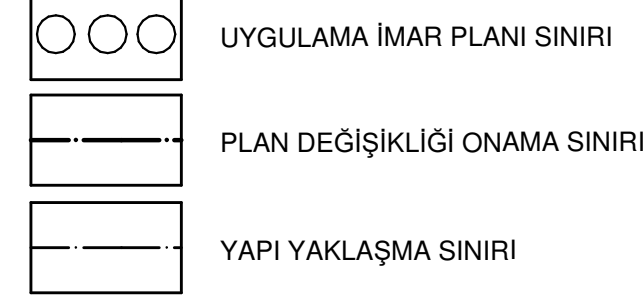 UYGULAMA İMAR PLANI SINIRI
PLAN DEĞİŞİKLİĞİ ONAMA SINIRI
YAPI YAKLAŞMA SINIRI